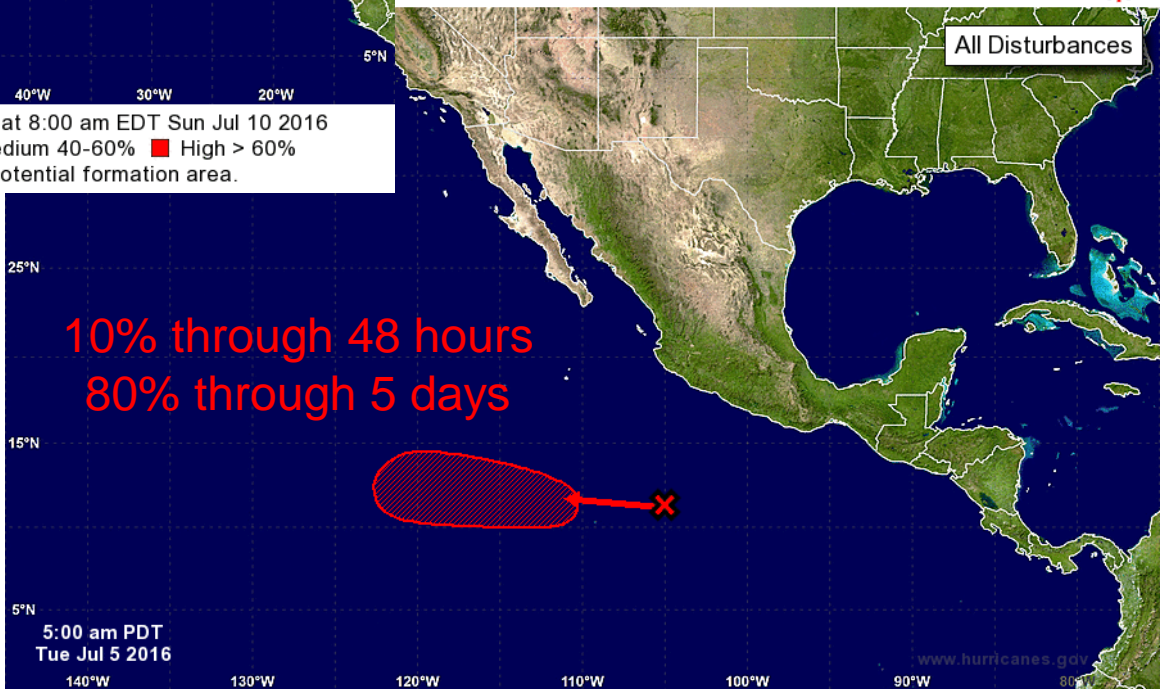 All Disturbances
5°N
40°W 30°W 20°W
at 8:00 am EDT Sun Jul 10 2016
edium 40-60% High > 60%
otential formation area.
25°N
10% through 48 hours
80% through 5 days
15°N
5°N
5:00 am PDT
Tue Jul 5 2016
www.hurricanes.gov
140°W 130°W 120°W 110°W 100°W 90°W 80°W